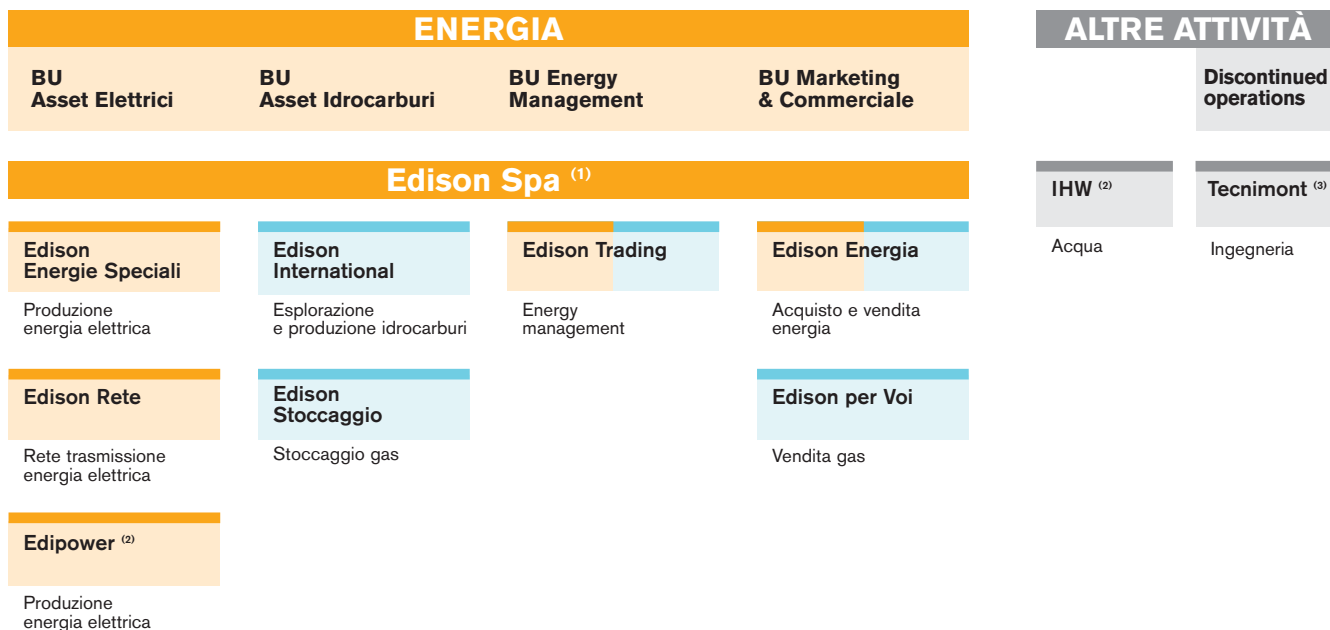 ENERGIA
BU
Asset Elettrici
BU
Asset Idrocarburi
BU Energy
Management
BU Marketing
& Commerciale
Edison Spa (1)
Edison
Energie Speciali
Produzione
energia elettrica
Edison Rete
Rete trasmissione
energia elettrica
Edipower (2)
Produzione
energia elettrica
Edison
International
Esplorazione
e produzione idrocarburi
Edison
Stoccaggio
Stoccaggio gas
Edison Trading
Energy
management
Edison Energia
Acquisto e vendita
energia
Edison per Voi
Vendita gas
ALTRE ATTIVITÀ
Discontinued
operations
IHW (2)
Acqua
Tecnimont (3)
Ingegneria